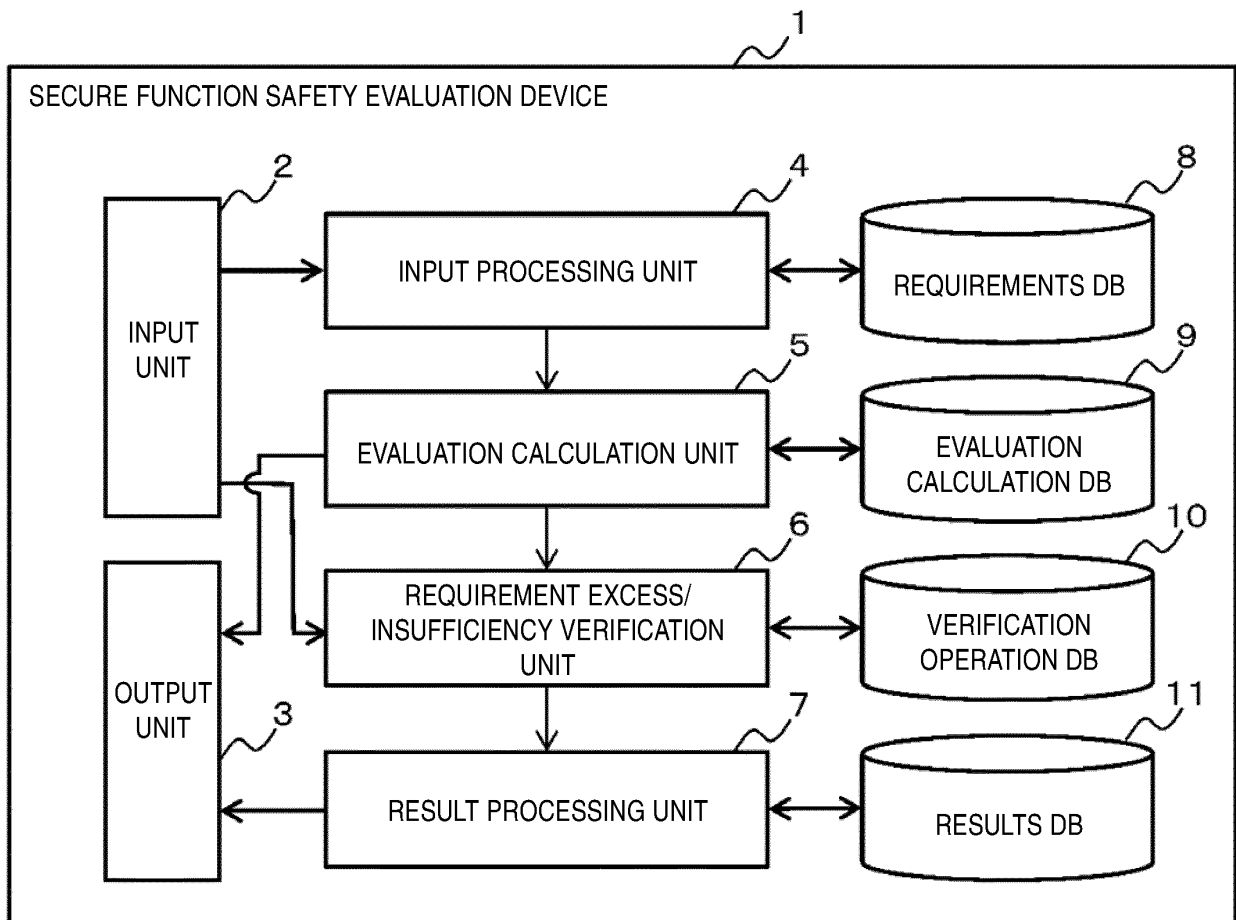 1
SECURE FUNCTION SAFETY EVALUATION DEVICE
2
4
8
INPUT
UNIT
INPUT PROCESSING UNIT
REQUIREMENTS DB
5
9
EVALUATION CALCULATION UNIT
EVALUATION
CALCULATION DB
6
10
REQUIREMENT EXCESS/
INSUFFICIENCY VERIFICATION
UNIT
VERIFICATION
OPERATION DB
OUTPUT
UNIT
3
7
11
RESULT PROCESSING UNIT
RESULTS DB